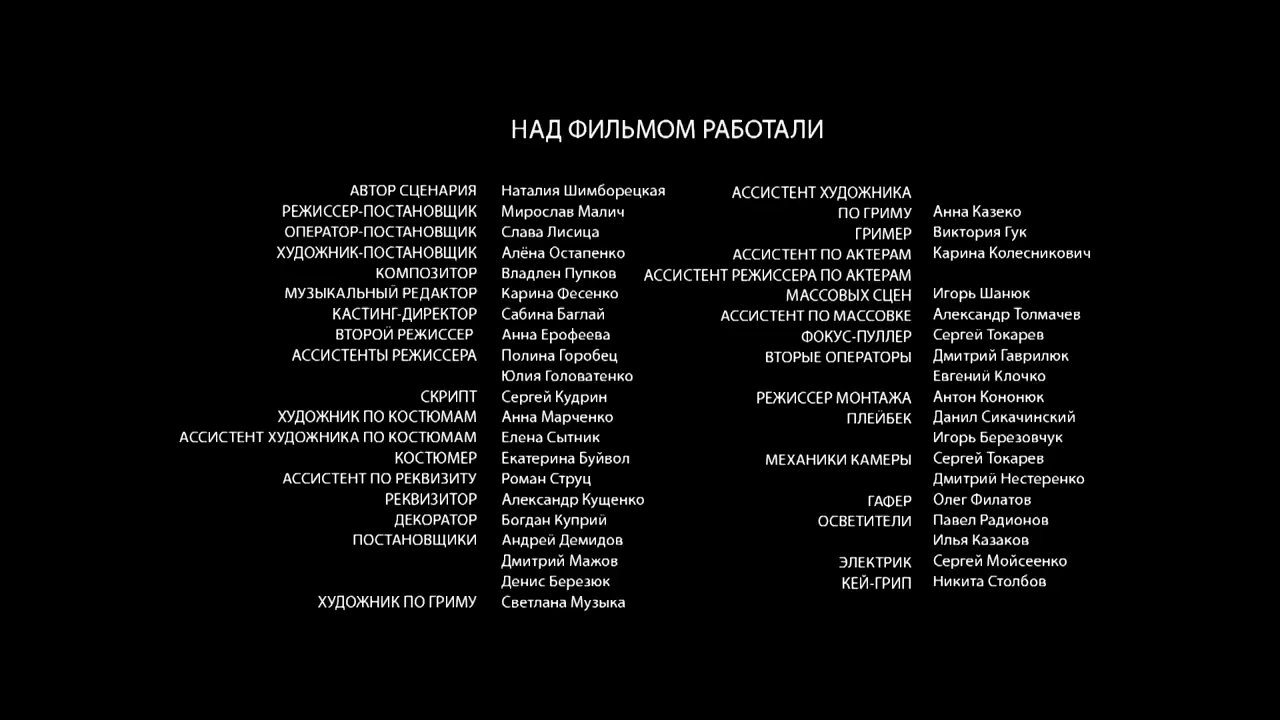 НАД ФИЛЬМОМ РАБОТАЛИ
АВТОР СЦЕНАРИЯ Наталия Шимборецкая
РЕЖИССЕР-ПОСТАНОВЩИК Мирослав Малич
ОПЕРАТОР-ПОСТАНОВЩИК Слава Лисица
ХУДОЖНИК-ПОСТАНОВЩИК Алёна Остапенко
КОМПОЗИТОР Владлен Пупков
МУЗЫКАЛЬНЫЙ РЕДАКТОР Карина Фесенко
КАСТИНГ-ДИРЕКТОР Сабина Баглай
ВТОРОЙ РЕЖИССЕР Анна Ерофеева
АССИСТЕНТЫ РЕЖИССЕРА Полина Горобец
Юлия Головатенко
СКРИПТ Сергей Кудрин
ХУДОЖНИК ПО КОСТЮМАМ Анна Марченко
АССИСТЕНТ ХУДОЖНИКА ПО КОСТЮМАМ Елена Сытник
КОСТЮМЕР Екатерина Буйвол
АССИСТЕНТ ПО РЕКВИЗИТУ Роман Струц
РЕКВИЗИТОР Александр Кущенко
ДЕКОРАТОР Богдан Куприй
ПОСТАНОВЩИКИ Андрей Демидов
Дмитрий Мажов
Денис Березюк
ХУДОЖНИК ПО ГРИМУ Светлана Музыка
АССИСТЕНТ ХУДОЖНИКА
ПО ГРИМУ Анна Казеко
ГРИМЕР Виктория Гук
АССИСТЕНТ ПО АКТЕРАМ Карина Колесникович
АССИСТЕНТ РЕЖИССЕРА ПО АКТЕРАМ
МАССОВЫХ СЦЕН Игорь Шанюк
АССИСТЕНТ ПО МАССОВКЕ Александр Толмачев
ФОКУС-ПУЛЛЕР Сергей Токарев
ВТОРЫЕ ОПЕРАТОРЫ Дмитрий Гаврилюк
Евгений Клочко
РЕЖИССЕР МОНТАЖА Антон Кононюк
ПЛЕЙБЕК Данил Сикачинский
Игорь Березовчук
МЕХАНИКИ КАМЕРЫ Сергей Токарев
Дмитрий Нестеренко
ГАФЕР Олег Филатов
ОСВЕТИТЕЛИ Павел Радионов
Илья Казаков
ЭЛЕКТРИК Сергей Мойсеенко
КЕЙ-ГРИП Никита Столбов